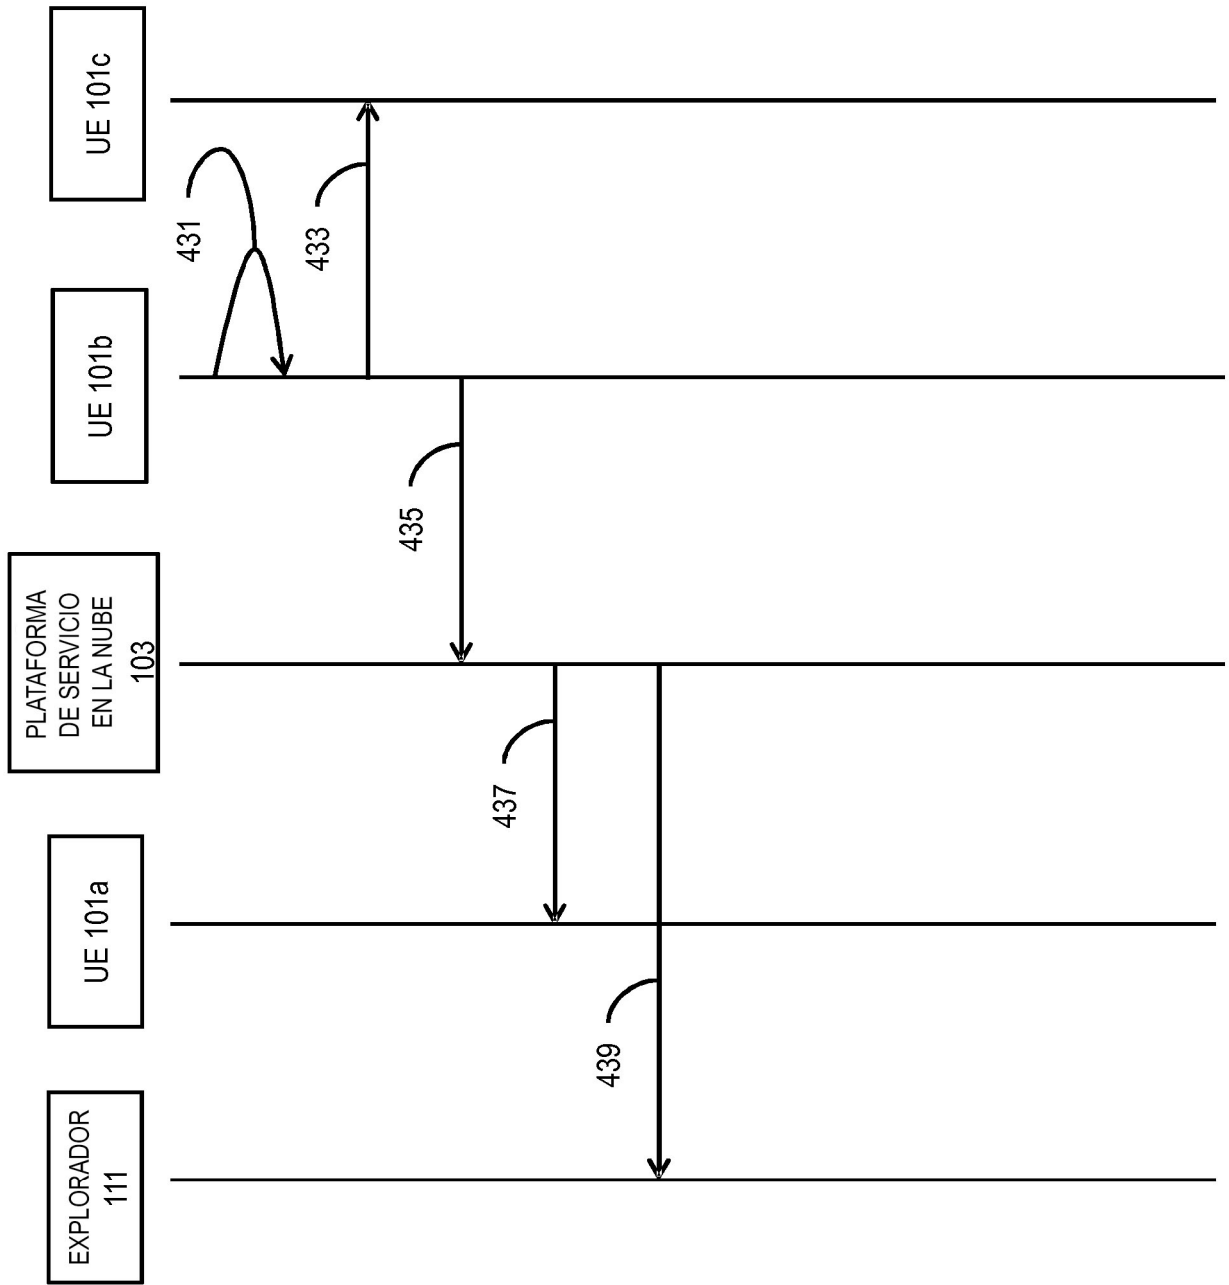 EXPLORADOR
111
UE 101a
PLATAFORMA
DE SERVICIO
EN LA NUBE
103
UE 101b
UE 101c
431
433
435
437
439